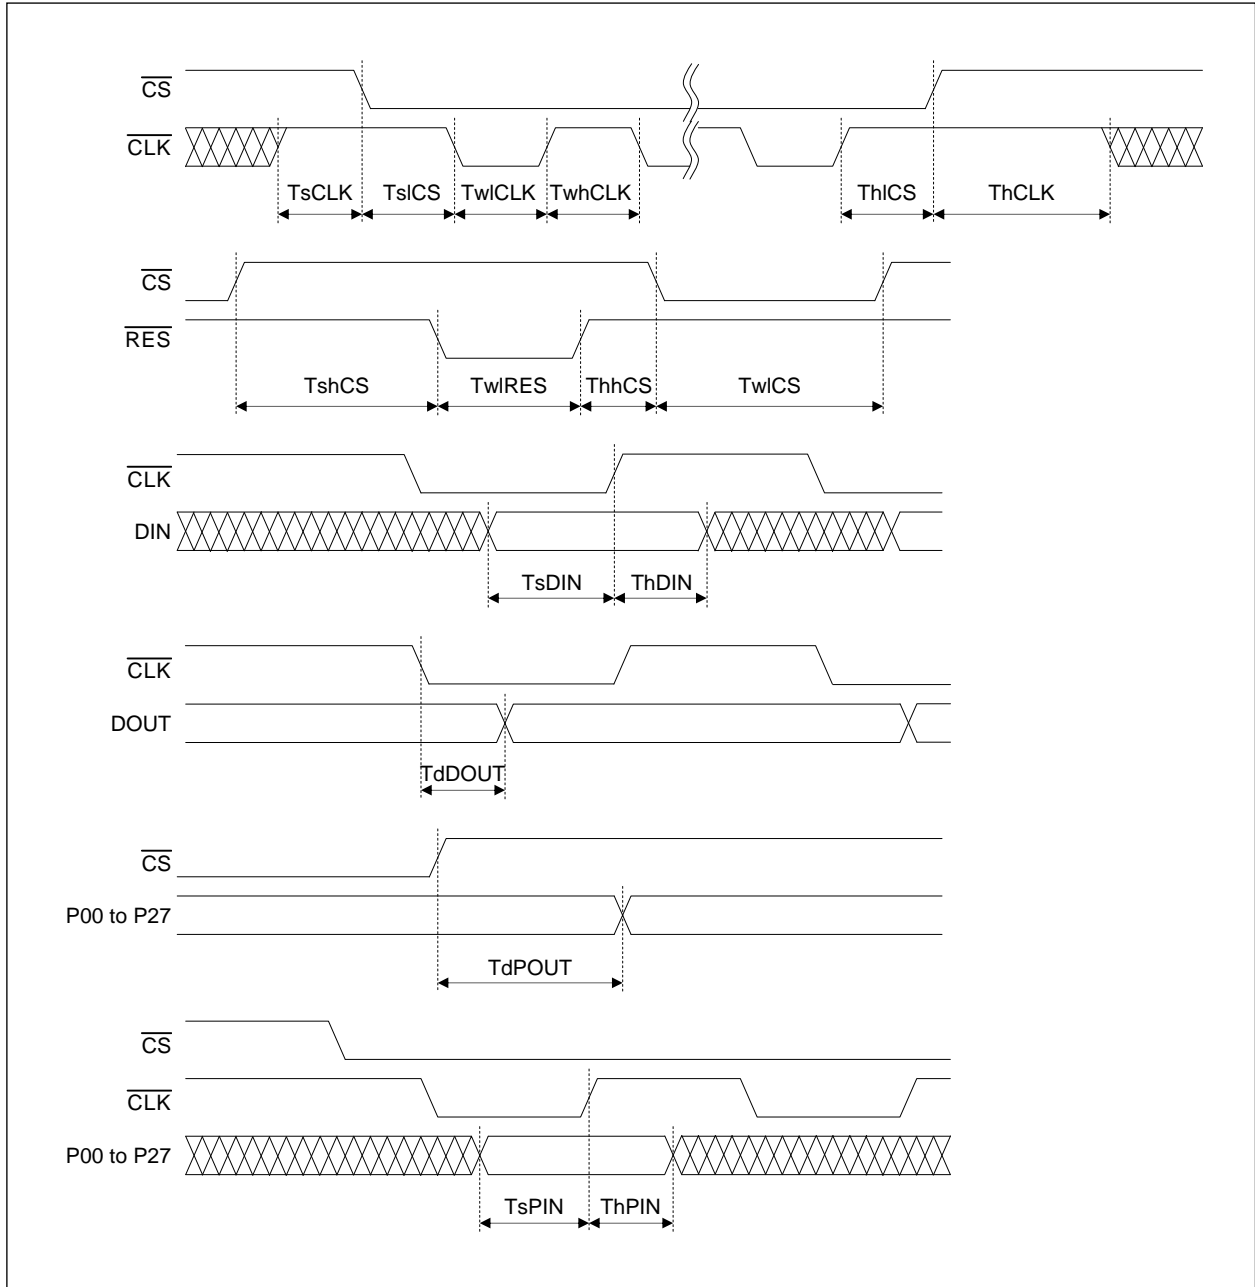 CS
CLK
TsCLK TslCS TwlCLK TwhCLK ThlCS ThCLK
CS
RES
TshCS TwlRES ThhCS TwlCS
CLK
DIN
TsDIN ThDIN
CLK
DOUT
TdDOUT
CS
P00 to P27
TdPOUT
CS
CLK
P00 to P27
TsPIN ThPIN